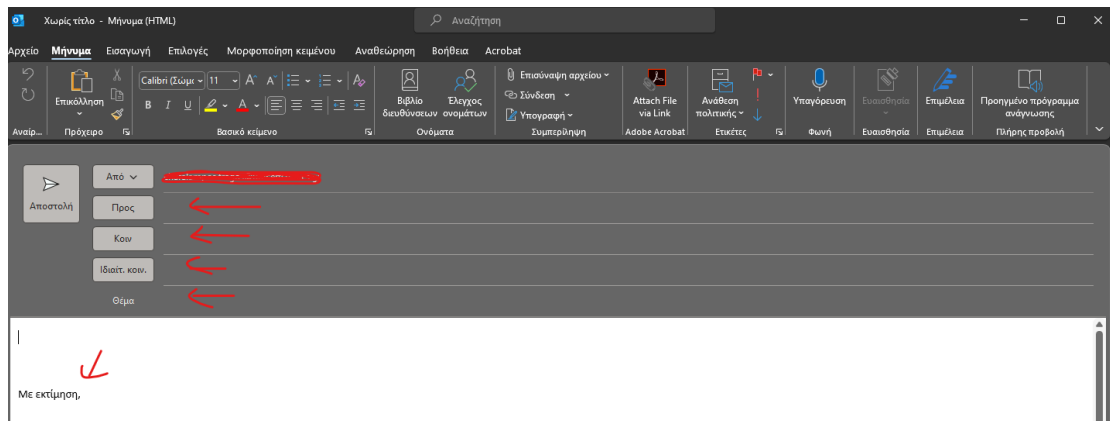 Χωρίς τίτλο - Μήνυμα (HTML)
Αναζήτηση
Αρχείο Μήνυμα Εισαγωγή Επιλογές Μορφοποίηση κειμένου Αναθεώρηση Βοήθεια Acrobat
Επικόλληση
Calibri (Σώμα 11
B I U A
Βιβλίο διευθύνσεων
Έλεγχος ονομάτων
Επισύναψη αρχείου
Σύνδεση
Υπογραφή
Attach File via Link
Ανάθεση πολιτικής
Υπαγόρευση
Ευαισθησία
Επιμέλεια
Προηγμένο πρόγραμμα ανάγνωσης
Αναίρ... Πρόχειρο Βασικό κείμενο Ονόματα Συμπερίληψη Adobe Acrobat Ετικέτες Φωνή Ευαισθησία Επιμέλεια Πλήρης προβολή
Αποστολή
Από
Προς
Κοιν
Ιδιαίτ. κοιν.
Θέμα
Με εκτίμηση,